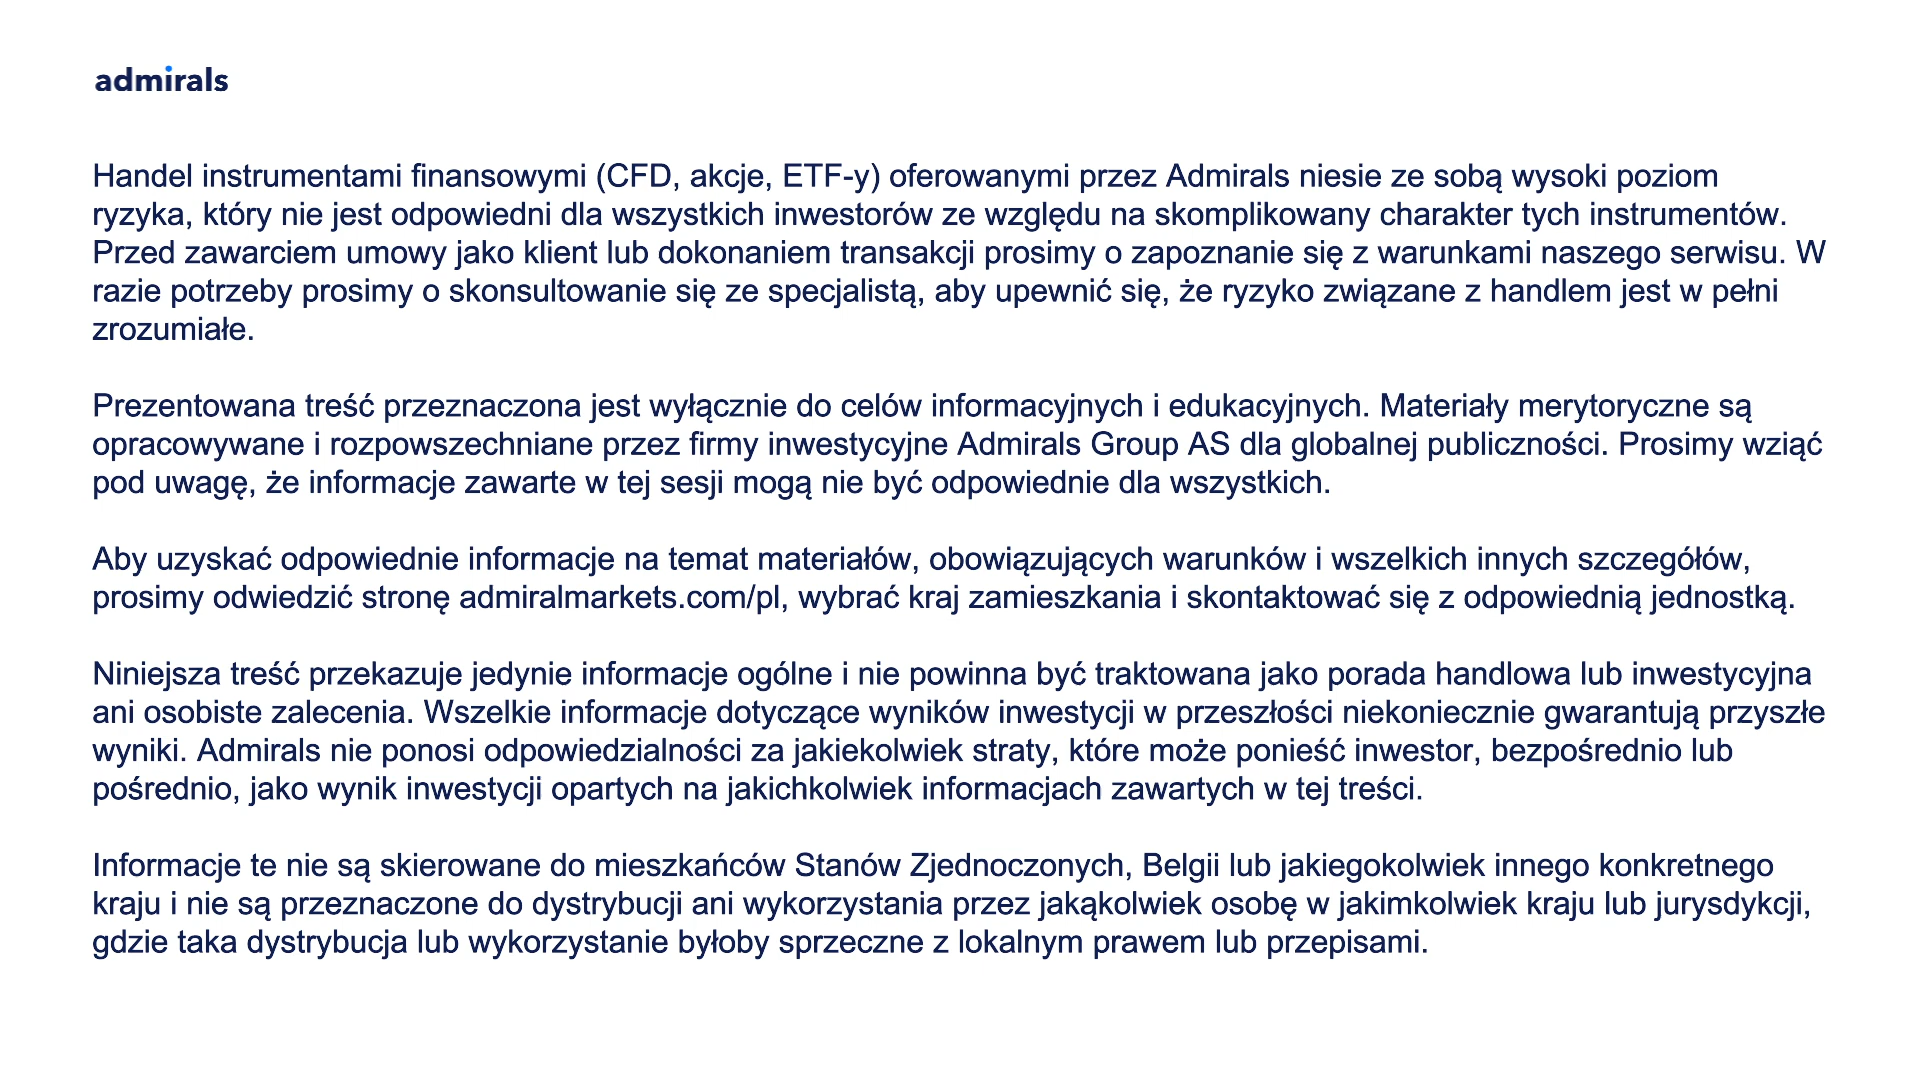 admirals
Handel instrumentami finansowymi (CFD, akcje, ETF-y) oferowanymi przez Admirals niesie ze sobą wysoki poziom
ryzyka, który nie jest odpowiedni dla wszystkich inwestorów ze względu na skomplikowany charakter tych instrumentów.
Przed zawarciem umowy jako klient lub dokonaniem transakcji prosimy o zapoznanie się z warunkami naszego serwisu. W
razie potrzeby prosimy o skonsultowanie się ze specjalistą, aby upewnić się, że ryzyko związane z handlem jest w pełni
zrozumiałe.
Prezentowana treść przeznaczona jest wyłącznie do celów informacyjnych i edukacyjnych. Materiały merytoryczne są
opracowywane i rozpowszechniane przez firmy inwestycyjne Admirals Group AS dla globalnej publiczności. Prosimy wziąć
pod uwagę, że informacje zawarte w tej sesji mogą nie być odpowiednie dla wszystkich.
Aby uzyskać odpowiednie informacje na temat materiałów, obowiązujących warunków i wszelkich innych szczegółów,
prosimy odwiedzić stronę admiralmarkets.com/pl, wybrać kraj zamieszkania i skontaktować się z odpowiednią jednostką.
Niniejsza treść przekazuje jedynie informacje ogólne i nie powinna być traktowana jako porada handlowa lub inwestycyjna
ani osobiste zalecenia. Wszelkie informacje dotyczące wyników inwestycji w przeszłości niekoniecznie gwarantują przyszłe
wyniki. Admirals nie ponosi odpowiedzialności za jakiekolwiek straty, które może ponieść inwestor, bezpośrednio lub
pośrednio, jako wynik inwestycji opartych na jakichkolwiek informacjach zawartych w tej treści.
Informacje te nie są skierowane do mieszkańców Stanów Zjednoczonych, Belgii lub jakiegokolwiek innego konkretnego
kraju i nie są przeznaczone do dystrybucji ani wykorzystania przez jakąkolwiek osobę w jakimkolwiek kraju lub jurysdykcji,
gdzie taka dystrybucja lub wykorzystanie byłoby sprzeczne z lokalnym prawem lub przepisami.